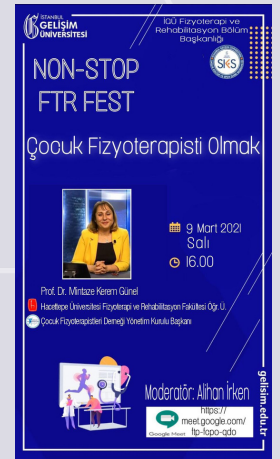 İSTANBUL
GELİŞİM
ÜNİVERSİTESİ
İGÜ Fizyoterapi ve
Rehabilitasyon Bölüm
Başkanlığı
SKS
NON-STOP
FTR FEST
Çocuk Fizyoterapisti Olmak
9 Mart 2021
Salı
16.00
Prof. Dr. Mintaze Kerem Günel
Hacettepe Üniversitesi Fizyoterapi ve Rehabilitasyon Fakültesi Öğr. Ü.
Çocuk Fizyoterapistleri Derneği Yönetim Kurulu Başkanı
Moderatör: Alihan İrken
https://
meet.google.com/
Google Meet
ftp-fopo-qdo
gelisim.edu.tr